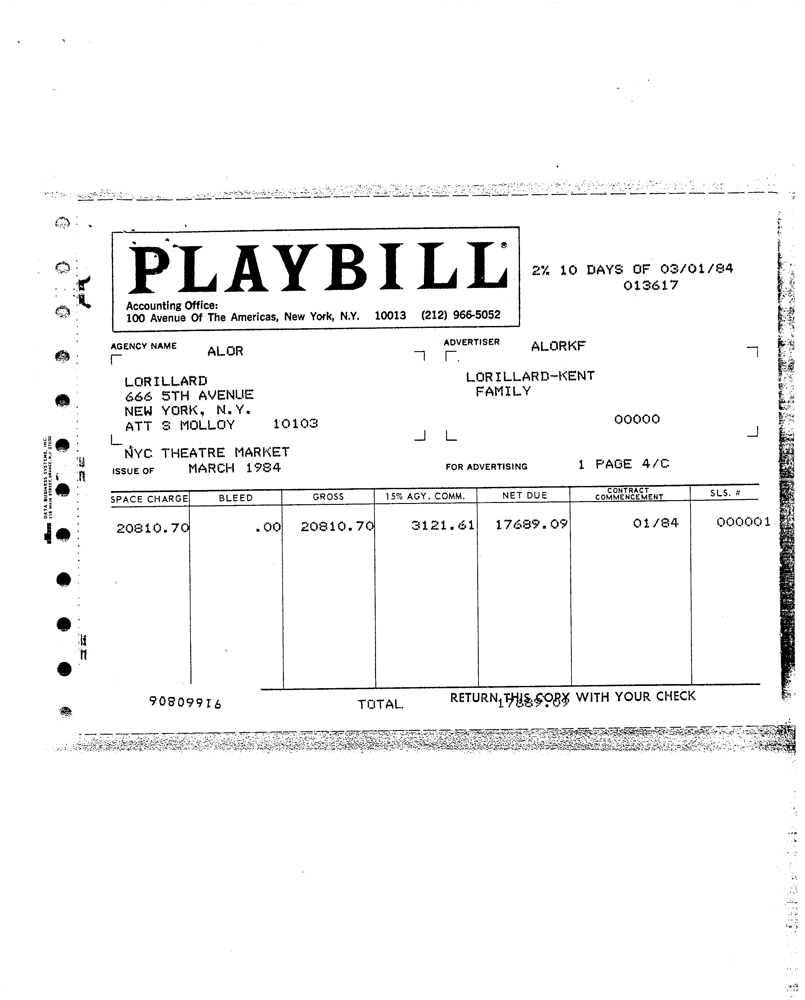 PLAYBILL®
Accounting Office:
100 Avenue Of The Americas, New York, N.Y. 10013 (212) 966-5052
2% 10 DAYS OF 03/01/84
013617
AGENCY NAME ALOR
ADVERTISER ALORKF
LORILLARD
666 5TH AVENUE
NEW YORK, N.Y.
ATT S MOLLOY 10103
LORILLARD-KENT
FAMILY
00000
NYC THEATRE MARKET
ISSUE OF MARCH 1984
FOR ADVERTISING 1 PAGE 4/C
SPACE CHARGE BLEED GROSS 15% AGY. COMM. NET DUE CONTRACT COMMENCEMENT SLS. #
20810.70 .00 20810.70 3121.61 17689.09 01/84 000001
90809916
TOTAL 17689.09
RETURN THIS COPY WITH YOUR CHECK
DATA BUSINESS SYSTEMS, INC.